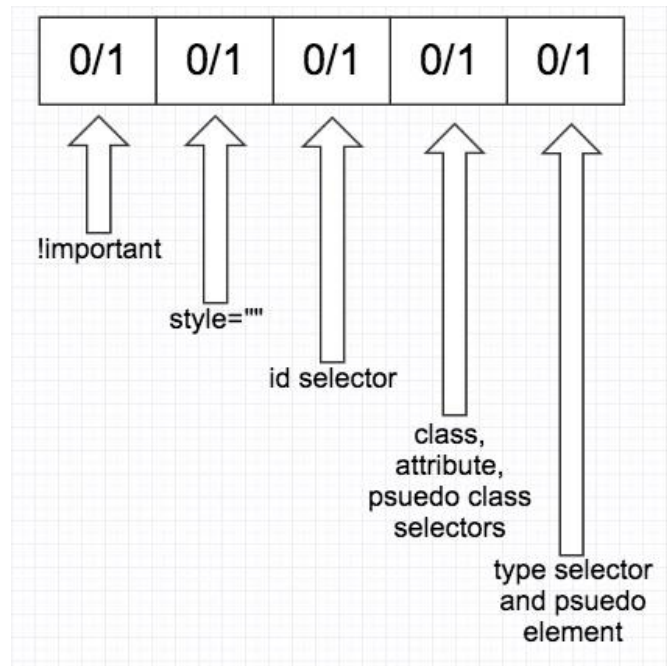 0/1 0/1 0/1 0/1 0/1
!important
style=""
id selector
class,
attribute,
psuedo class
selectors
type selector
and psuedo
element